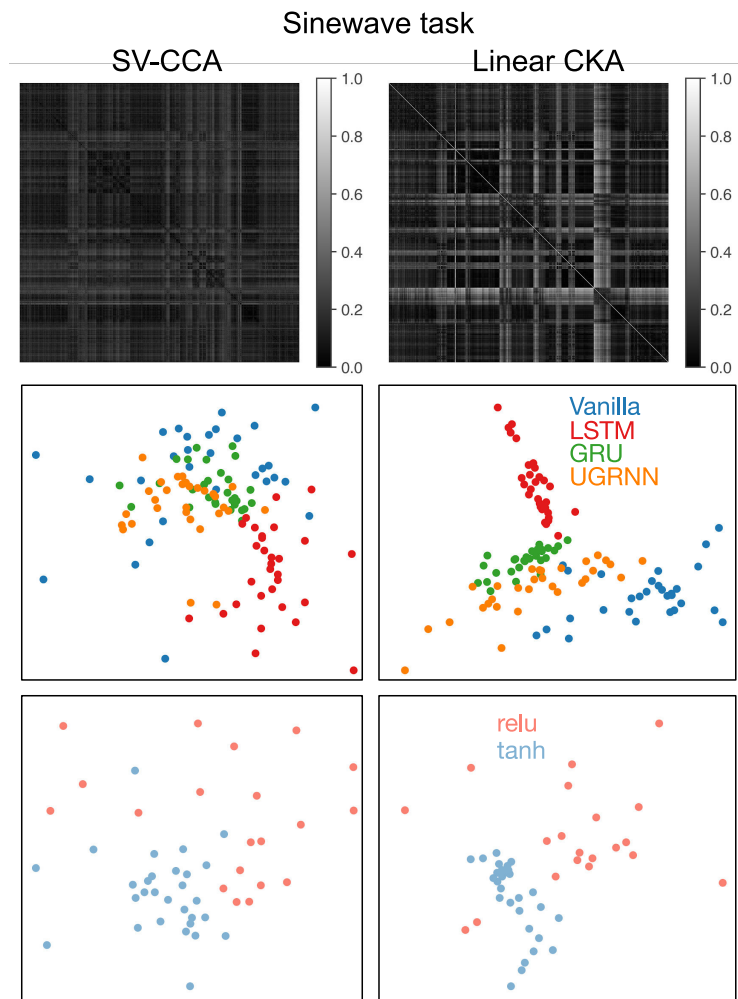 Sinewave task
SV-CCA
Linear CKA
1.0
0.8
0.6
0.4
0.2
0.0
1.0
0.8
0.6
0.4
0.2
0.0
Vanilla
LSTM
GRU
UGRNN
relu
tanh